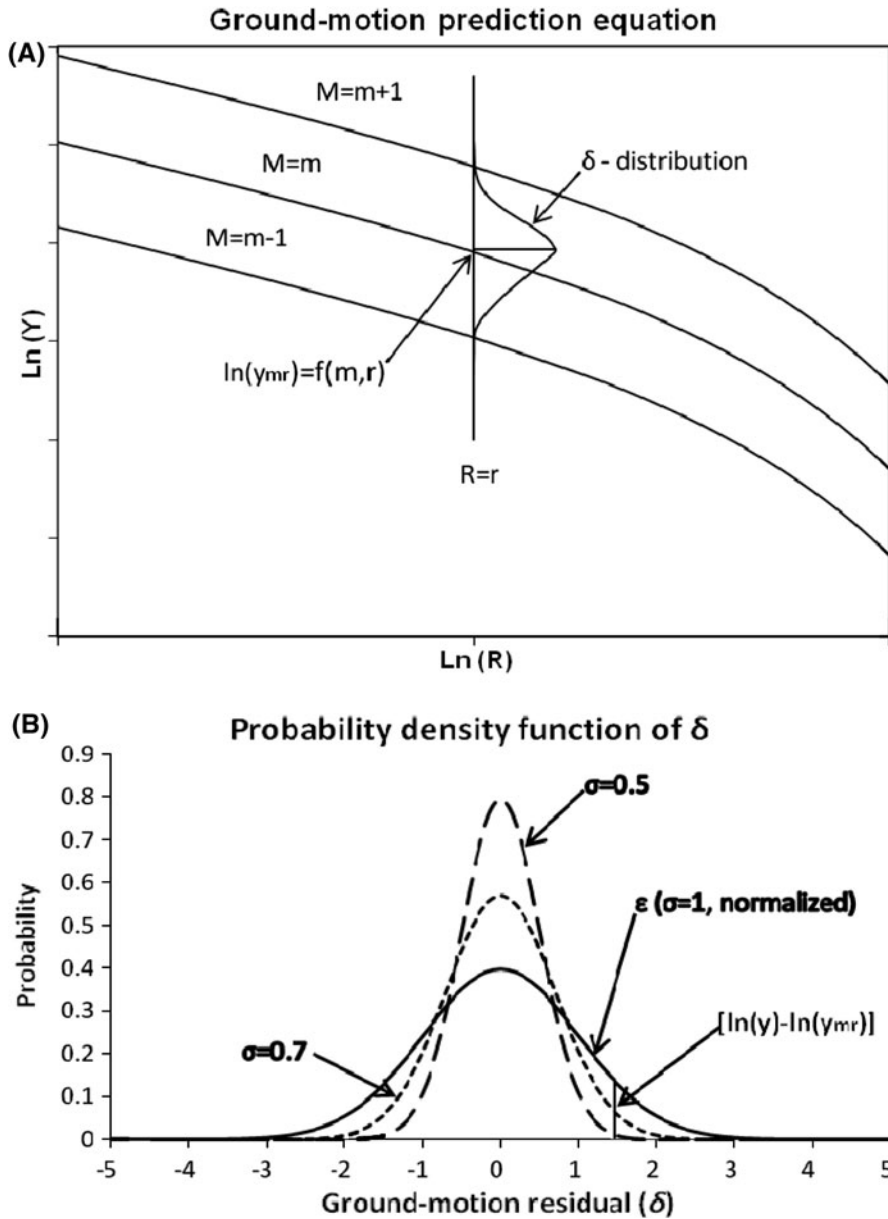 Ground-motion prediction equation
(A)
M=m+1
M=m
δ - distribution
M=m-1
Ln (Y)
ln(ymr)=f(m,r)
R=r
Ln (R)
(B)
Probability density function of δ
0.9
0.8
0.7
0.6
0.5
0.4
0.3
0.2
0.1
0
Probability
σ=0.5
ε (σ=1, normalized)
[ln(y)-ln(ymr)]
σ=0.7
-5 -4 -3 -2 -1 0 1 2 3 4 5
Ground-motion residual (δ)